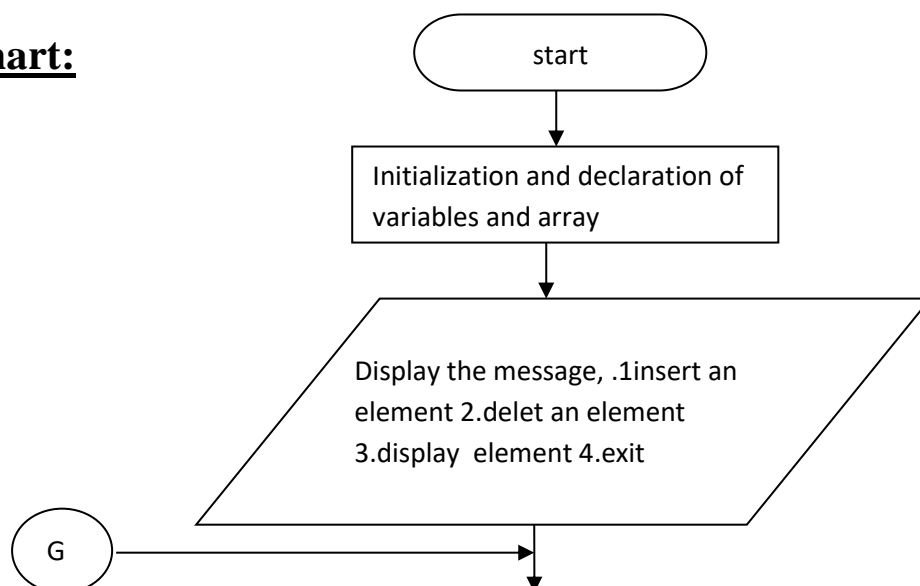 art:
start
Initialization and declaration of
variables and array
Display the message, .1insert an
element 2.delet an element
3.display element 4.exit
G